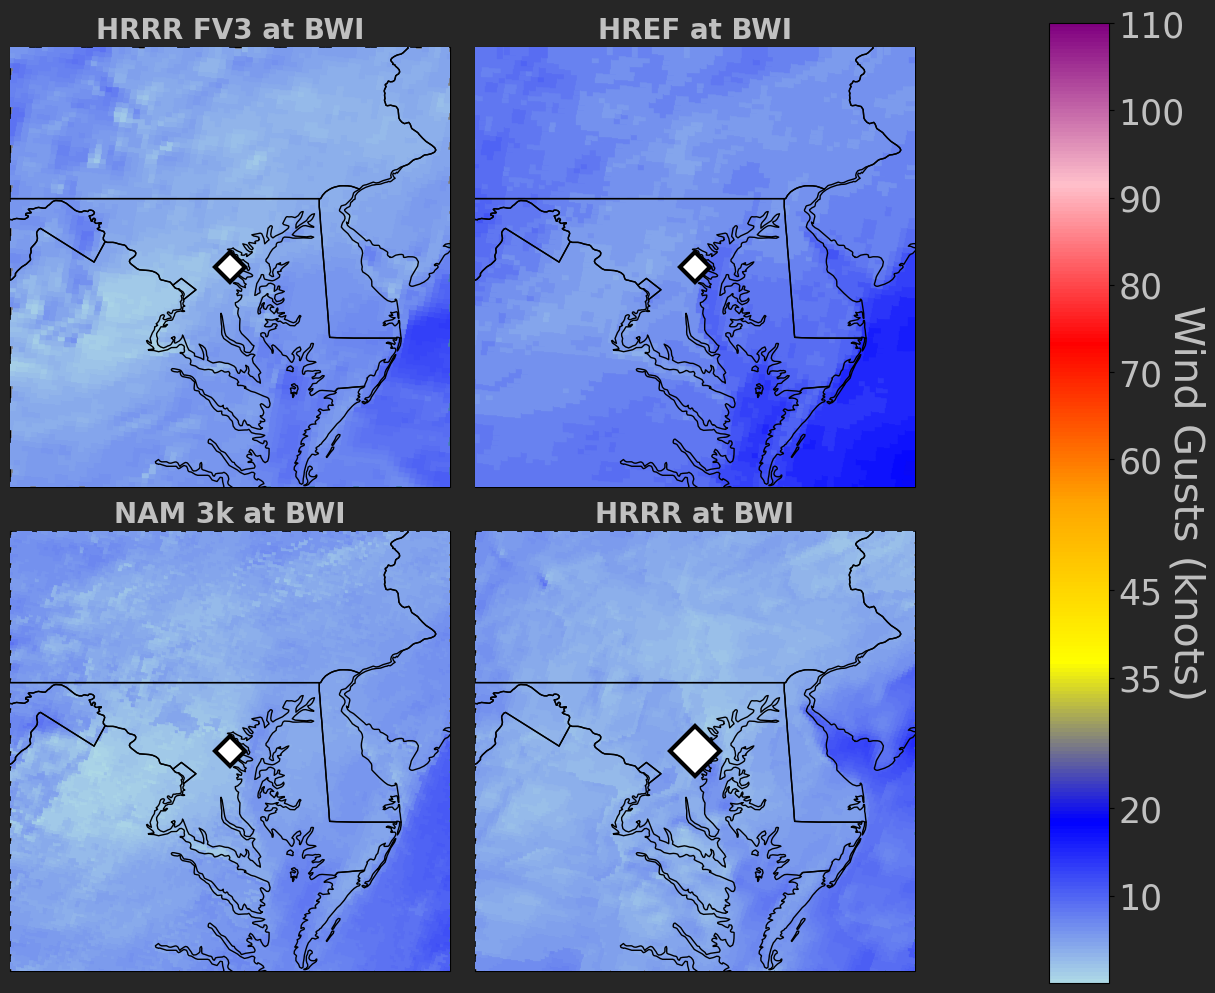 HRRR FV3 at BWI
HREF at BWI
NAM 3k at BWI
HRRR at BWI
110
100
90
80
70
60
45
35
20
10
Wind Gusts (knots)